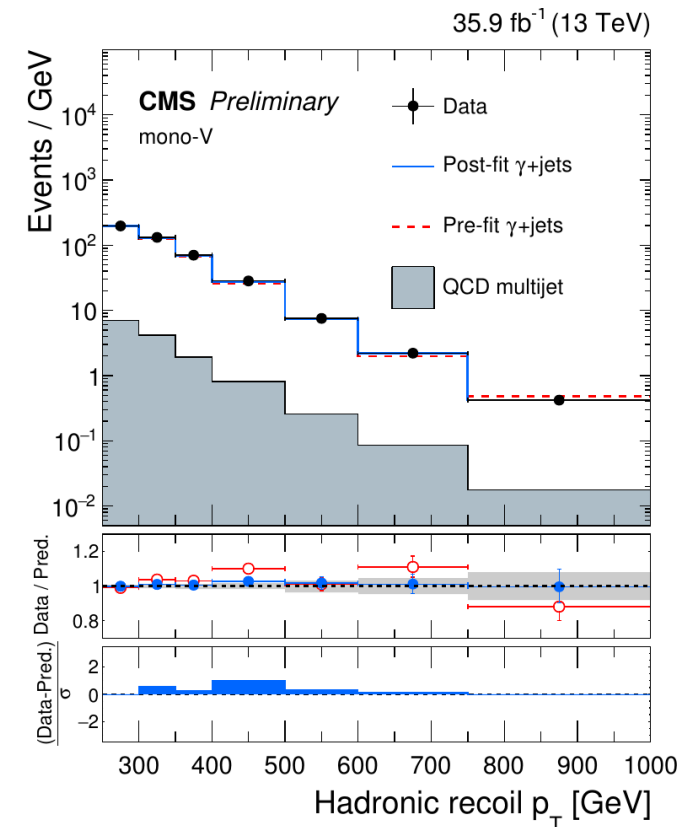 35.9 fb⁻¹ (13 TeV)
Events / GeV
CMS Preliminary
mono-V
Data
Post-fit γ+jets
Pre-fit γ+jets
QCD multijet
10⁴
10³
10²
10
1
10⁻¹
10⁻²
Data / Pred.
1.2
1
0.8
(Data-Pred.)
σ
2
0
−2
300 400 500 600 700 800 900 1000
Hadronic recoil p_T [GeV]